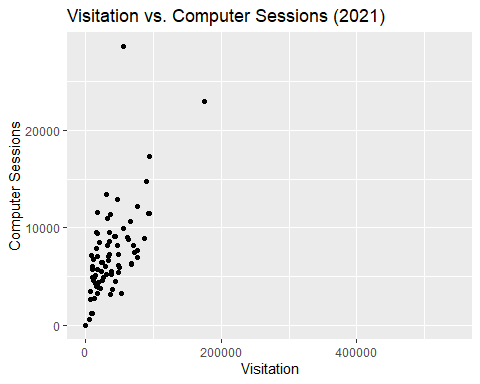 Visitation vs. Computer Sessions (2021)
Computer Sessions
20000
10000
0
0
200000
400000
Visitation